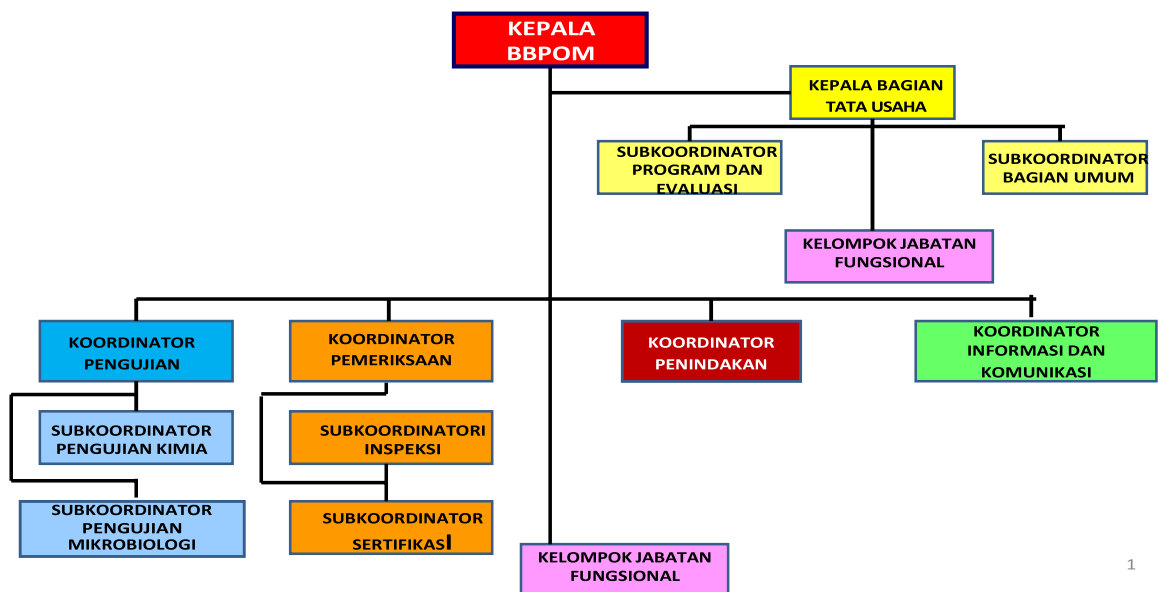 KEPALA
BBPOM
KEPALA BAGIAN
TATA USAHA
SUBKOORDINATOR
PROGRAM DAN
EVALUASI
SUBKOORDINATOR
BAGIAN UMUM
KELOMPOK JABATAN
FUNGSIONAL
KOORDINATOR
PENGUJIAN
KOORDINATOR
PEMERIKSAAN
KOORDINATOR
PENINDAKAN
KOORDINATOR
INFORMASI DAN
KOMUNIKASI
SUBKOORDINATOR
PENGUJIAN KIMIA
SUBKOORDINATORI
INSPEKSI
SUBKOORDINATOR
PENGUJIAN
MIKROBIOLOGI
SUBKOORDINATOR
SERTIFIKASI
KELOMPOK JABATAN
FUNGSIONAL
1